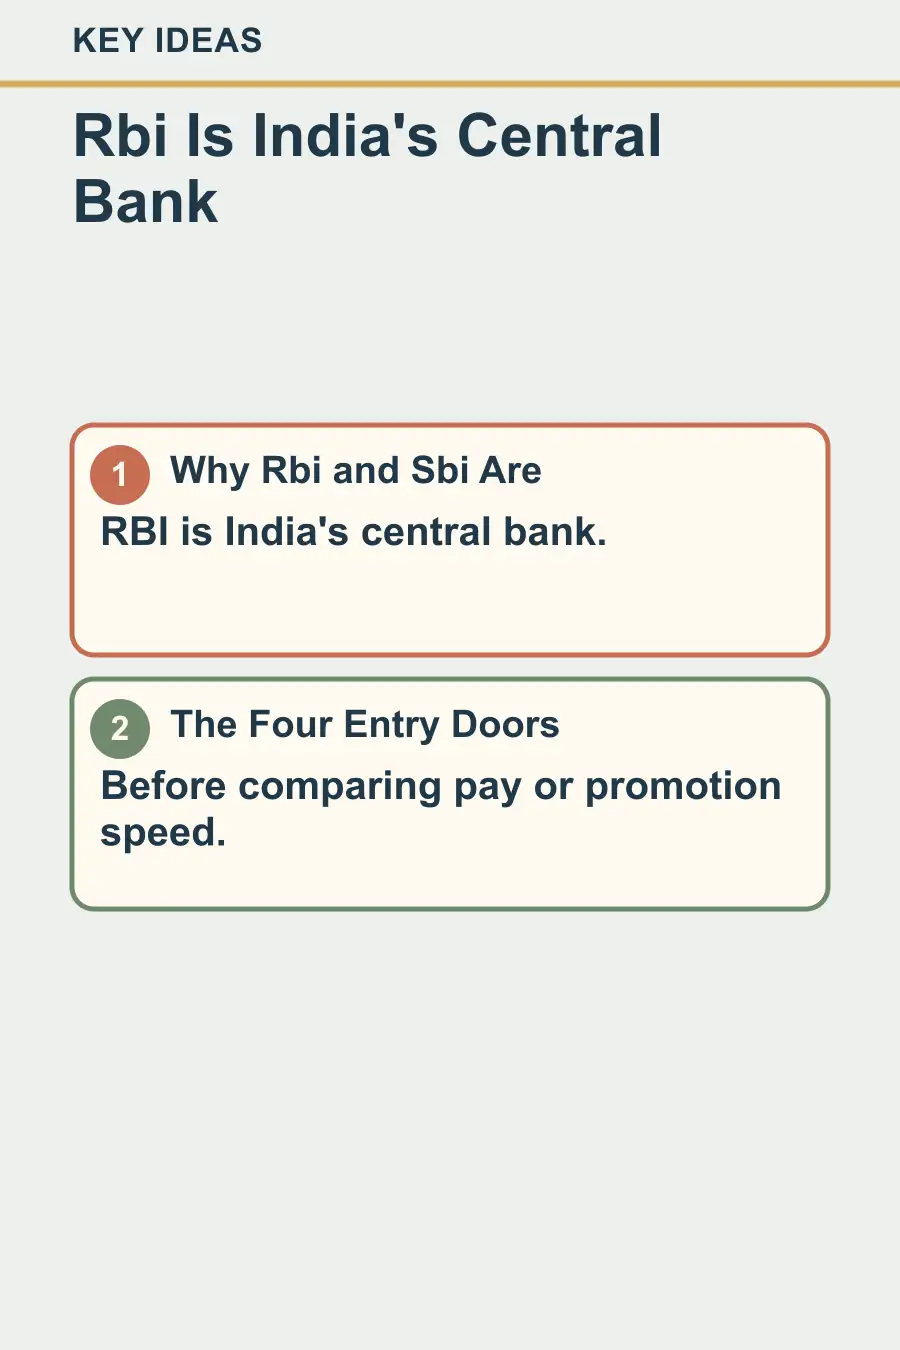 KEY IDEAS
Rbi Is India's Central
Bank
1 Why Rbi and Sbi Are
RBI is India's central bank.
2 The Four Entry Doors
Before comparing pay or promotion
speed.